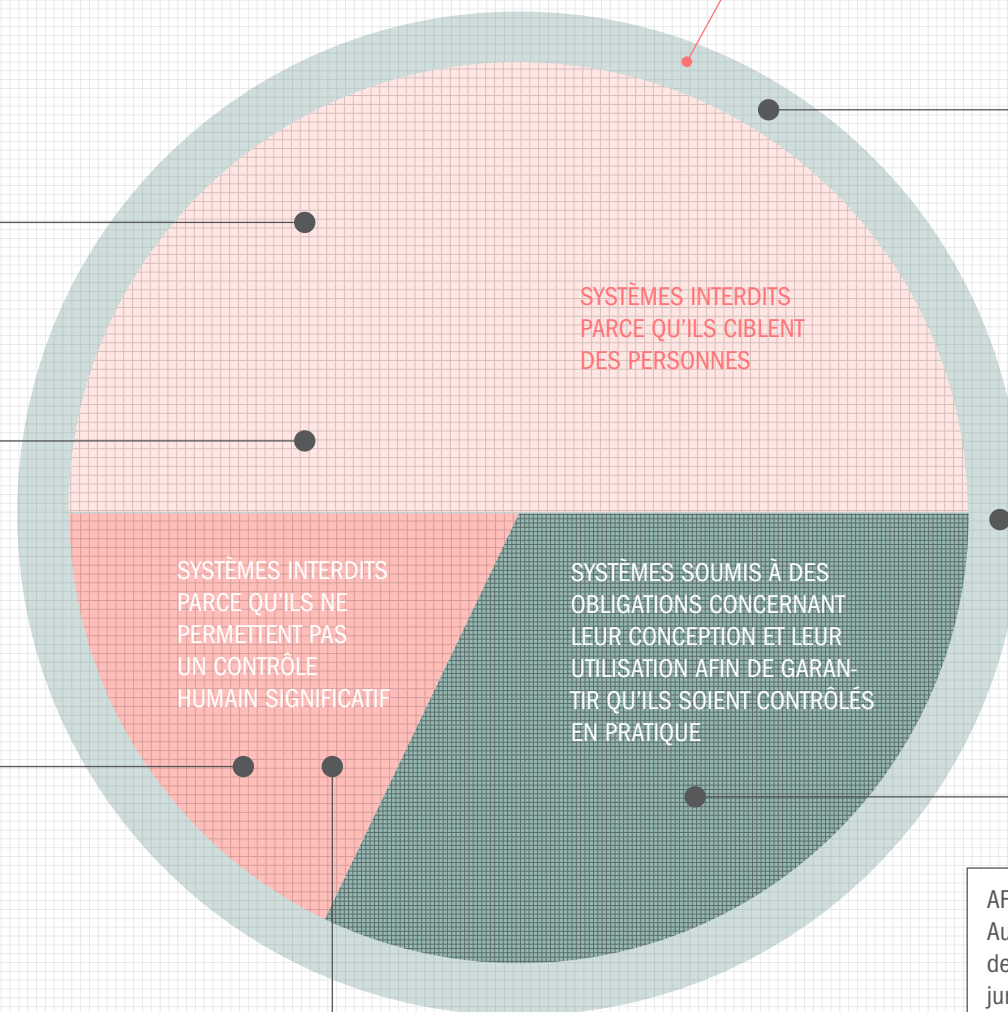 SYSTÈMES INTERDITS
PARCE QU'ILS CIBLENT
DES PERSONNES
SYSTÈMES INTERDITS
PARCE QU'ILS NE
PERMETTENT PAS
UN CONTRÔLE
HUMAIN SIGNIFICATIF
SYSTÈMES SOUMIS À DES
OBLIGATIONS CONCERNANT
LEUR CONCEPTION ET LEUR
UTILISATION AFIN DE GARAN-
TIR QU'ILS SOIENT CONTRÔLÉS
EN PRATIQUE